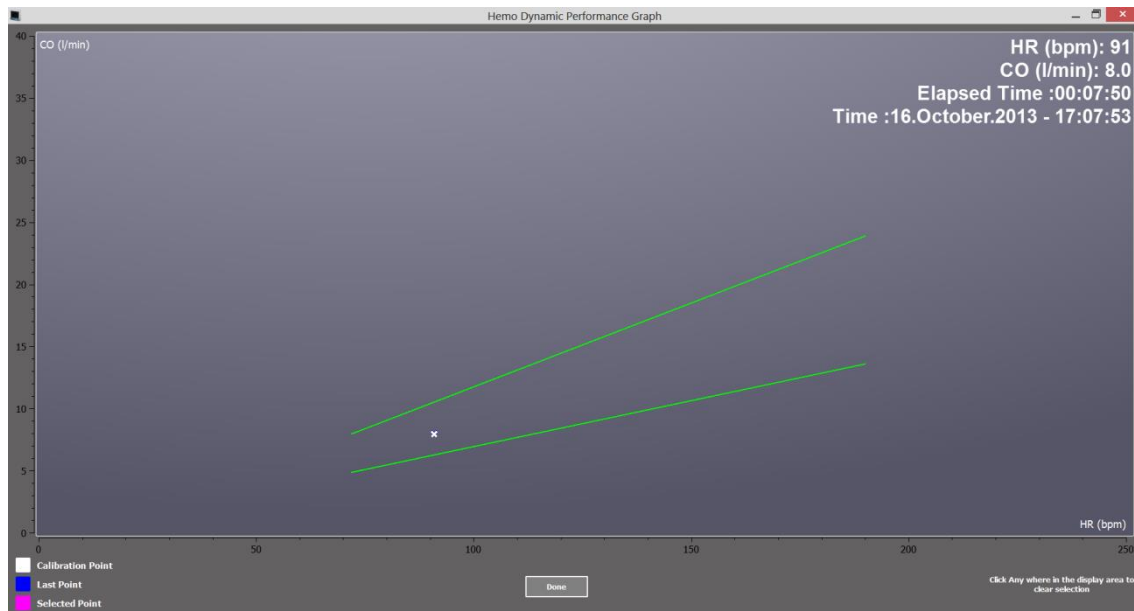 Hemo Dynamic Performance Graph
CO (l/min)
HR (bpm): 91
CO (l/min): 8.0
Elapsed Time :00:07:50
Time :16.October.2013 - 17:07:53
40
35
30
25
20
15
10
5
0
HR (bpm)
0 50 100 150 200 250
Calibration Point
Last Point
Selected Point
Done
Click Any where in the display area to
clear selection